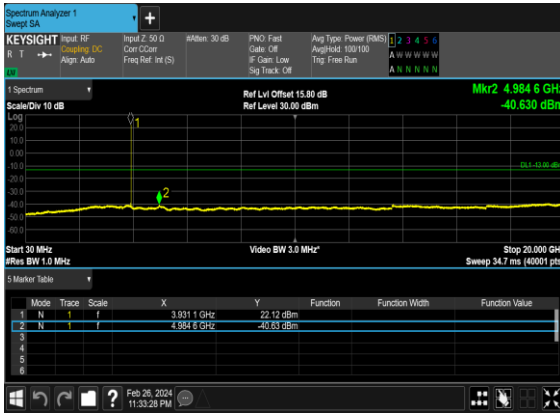 Spectrum Analyzer 1
Swept SA
+
KEYSIGHT Input: RF Input Z: 50 Ω #Atten: 30 dB PNO: Fast Avg Type: Power (RMS) 1 2 3 4 5 6
R T Coupling: DC Corr CCorr Gate: Off Avg|Hold: 100/100 A W W W W W
Align: Auto Freq Ref: Int (S) IF Gain: Low Trig: Free Run
LXI Sig Track: Off A N N N N N
1 Spectrum Ref Lvl Offset 15.80 dB Mkr2 4.984 6 GHz
Scale/Div 10 dB Ref Level 30.00 dBm -40.630 dBm
Log
20.0
10.0
0.00
-10.0
-20.0
-30.0
-40.0
-50.0
-60.0
1
2
DL1 -13.00 dBm
Start 30 MHz Video BW 3.0 MHz* Stop 20.000 GHz
#Res BW 1.0 MHz Sweep 34.7 ms (40001 pts)
5 Marker Table
Mode Trace Scale X Y Function Function Width Function Value
1 N 1 f 3.931 1 GHz 22.12 dBm
2 N 1 f 4.984 6 GHz -40.63 dBm
3
4
5
6
? Feb 26, 2024
11:33:28 PM